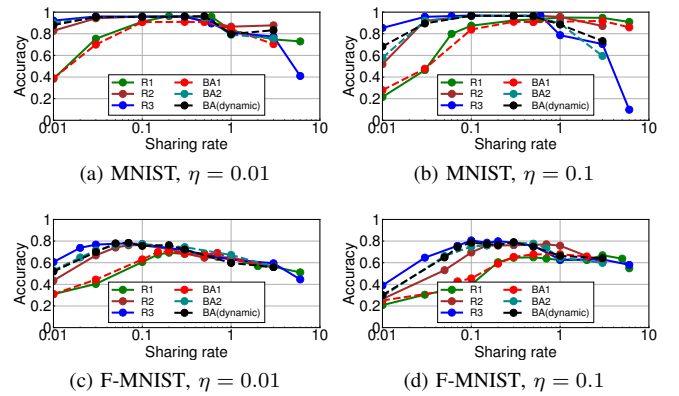 1
0.8
0.6
0.4
0.2
0
Accuracy
R1 BA1
R2 BA2
R3 BA(dynamic)
0.01 0.1 1 10
Sharing rate
(a) MNIST, η = 0.01
1
0.8
0.6
0.4
0.2
0
Accuracy
R1 BA1
R2 BA2
R3 BA(dynamic)
0.01 0.1 1 10
Sharing rate
(b) MNIST, η = 0.1
1
0.8
0.6
0.4
0.2
0
Accuracy
R1 BA1
R2 BA2
R3 BA(dynamic)
0.01 0.1 1 10
Sharing rate
(c) F-MNIST, η = 0.01
1
0.8
0.6
0.4
0.2
0
Accuracy
R1 BA1
R2 BA2
R3 BA(dynamic)
0.01 0.1 1 10
Sharing rate
(d) F-MNIST, η = 0.1